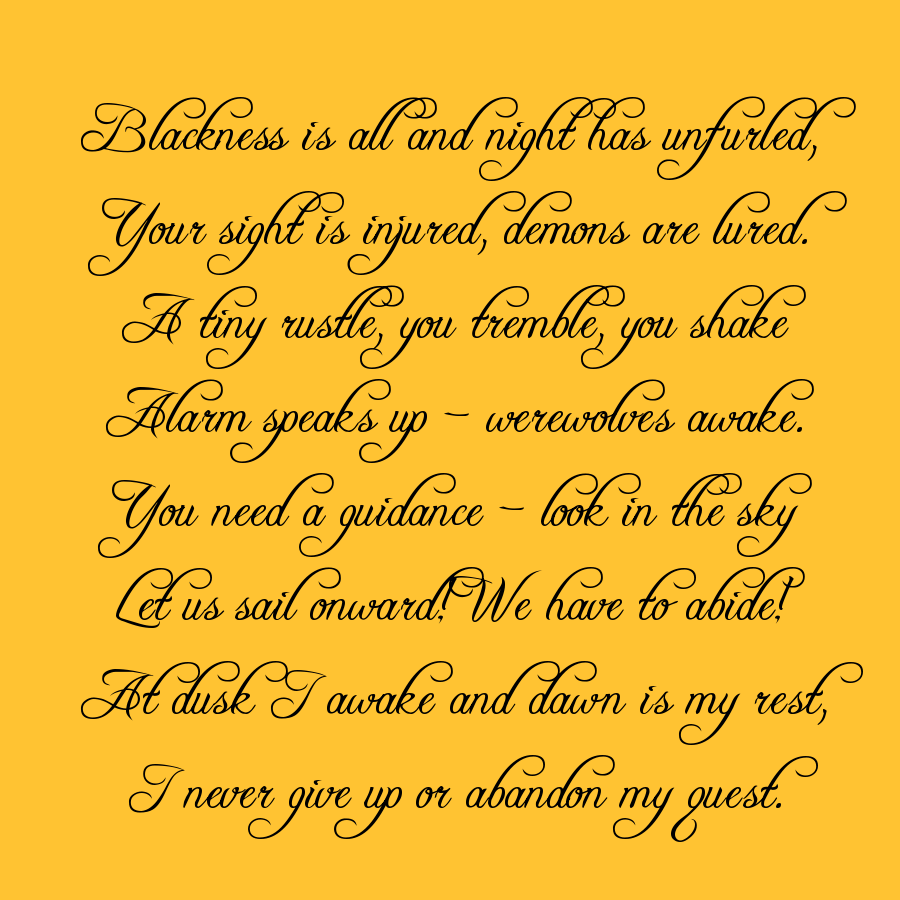 Blackness is all and night has unfurled,
Your sight is injured, demons are lured.
A tiny rustle, you tremble, you shake
Alarm speaks up – werewolves awake.
You need a guidance – look in the sky
Let us sail onward! We have to abide!
At dusk I awake and dawn is my rest,
I never give up or abandon my quest.